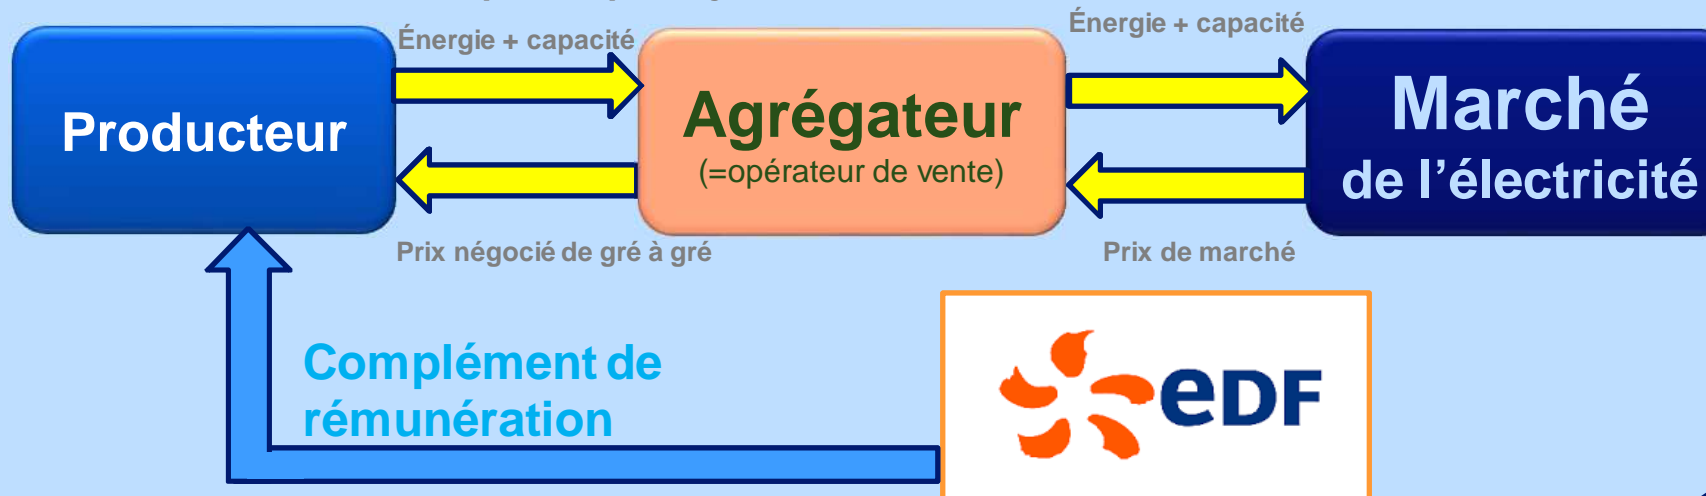 Énergie + capacité
Énergie + capacité
Producteur
Agrégateur
(=opérateur de vente)
Marché
de l’électricité
Prix négocié de gré à gré
Prix de marché
Complément de
rémunération
eDF